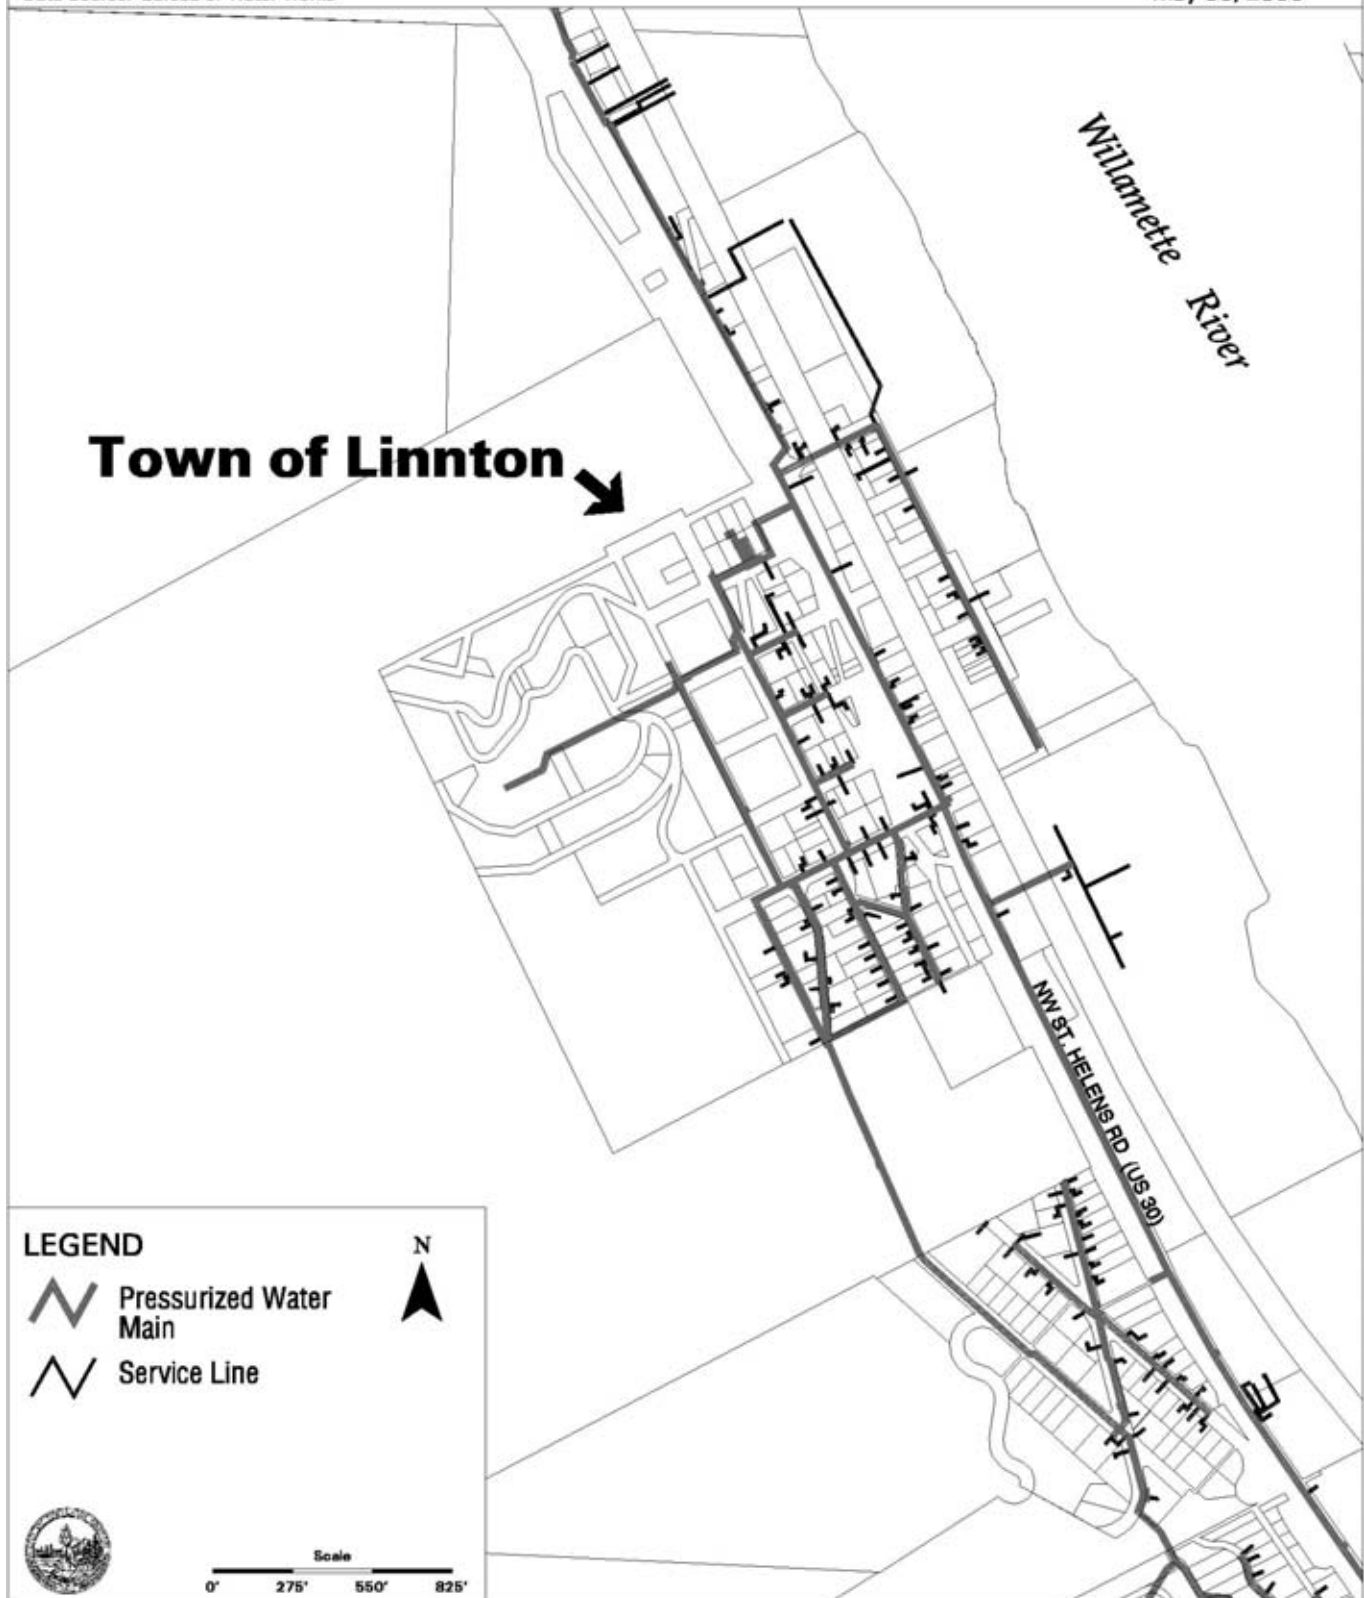 Willamette River
Town of Linnton
NW ST. HELENS RD (US 30)
LEGEND
N
Pressurized Water
Main
Service Line
Scale
0' 275' 550' 825'